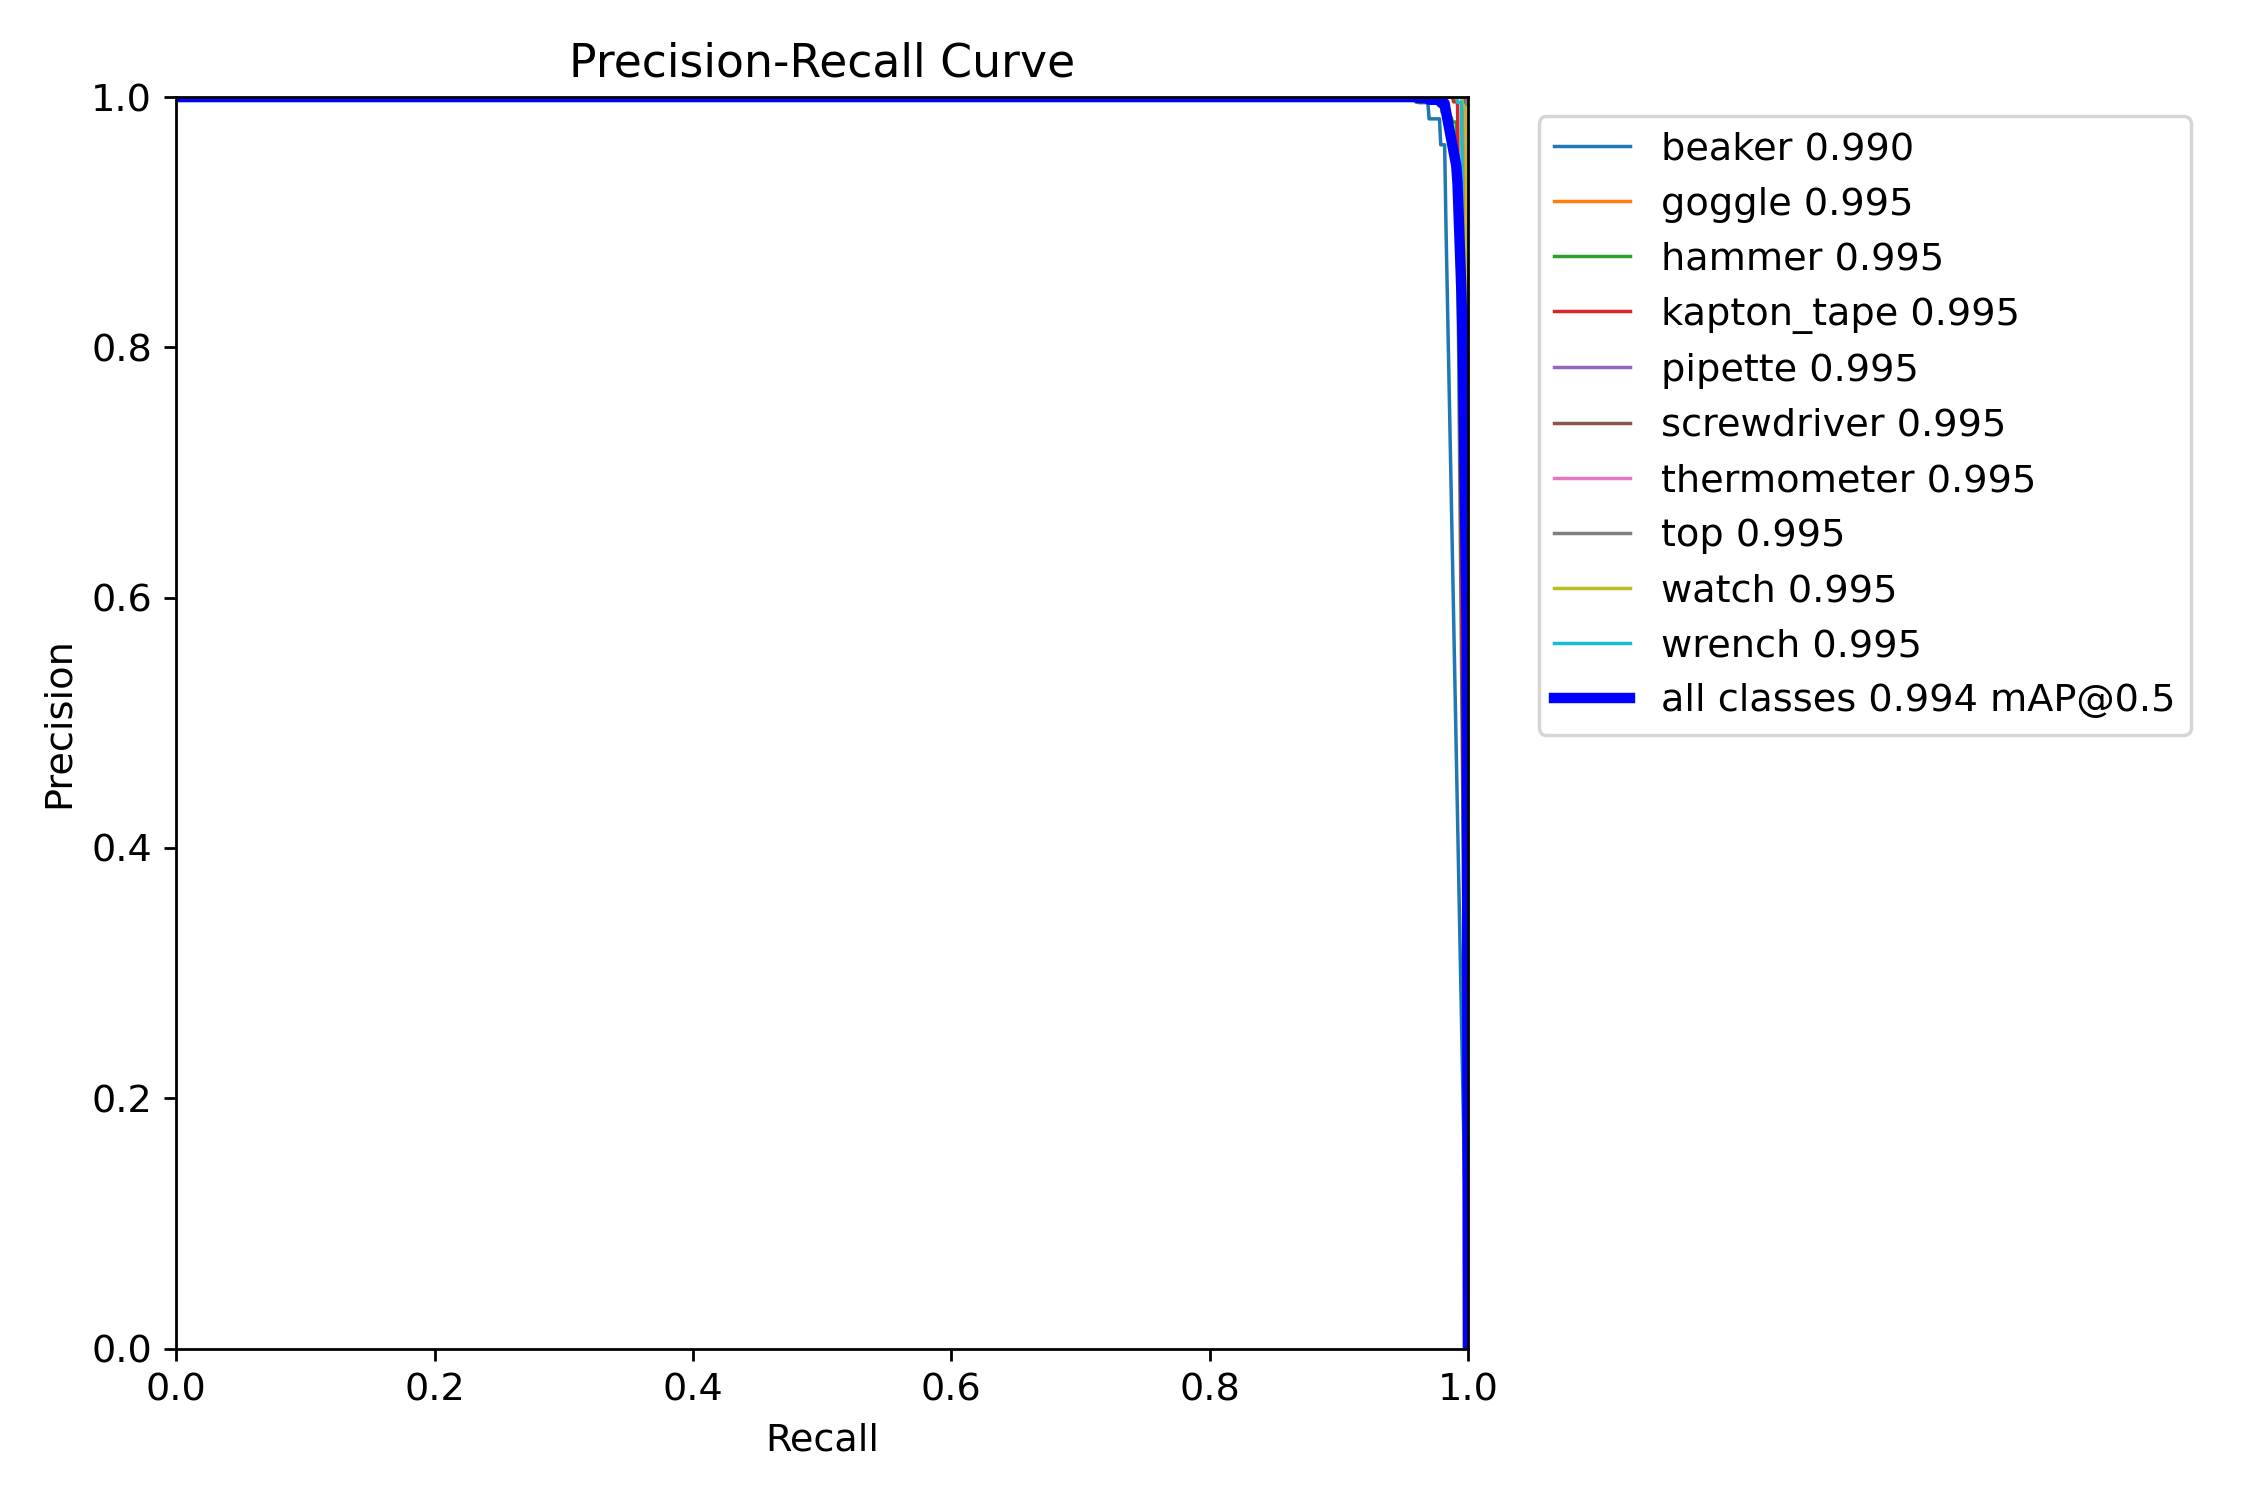 Precision-Recall Curve
1.0
0.8
0.6
0.4
0.2
0.0
Precision
0.0 0.2 0.4 0.6 0.8 1.0
Recall
beaker 0.990
goggle 0.995
hammer 0.995
kapton_tape 0.995
pipette 0.995
screwdriver 0.995
thermometer 0.995
top 0.995
watch 0.995
wrench 0.995
all classes 0.994 mAP@0.5